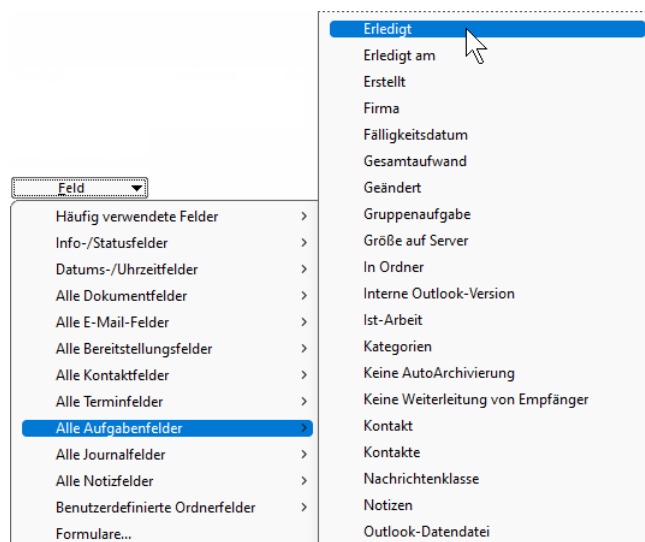 Feld
Häufig verwendete Felder
Info-/Statusfelder
Datums-/Uhrzeitfelder
Alle Dokumentfelder
Alle E-Mail-Felder
Alle Bereitstellungsfelder
Alle Kontaktfelder
Alle Terminfelder
Alle Aufgabenfelder
Alle Journalfelder
Alle Notizfelder
Benutzerdefinierte Ordnerfelder
Formulare...
Erledigt
Erledigt am
Erstellt
Firma
Fälligkeitsdatum
Gesamtaufwand
Geändert
Gruppenaufgabe
Größe auf Server
In Ordner
Interne Outlook-Version
Ist-Arbeit
Kategorien
Keine AutoArchivierung
Keine Weiterleitung von Empfänger
Kontakt
Kontakte
Nachrichtenklasse
Notizen
Outlook-Datendatei